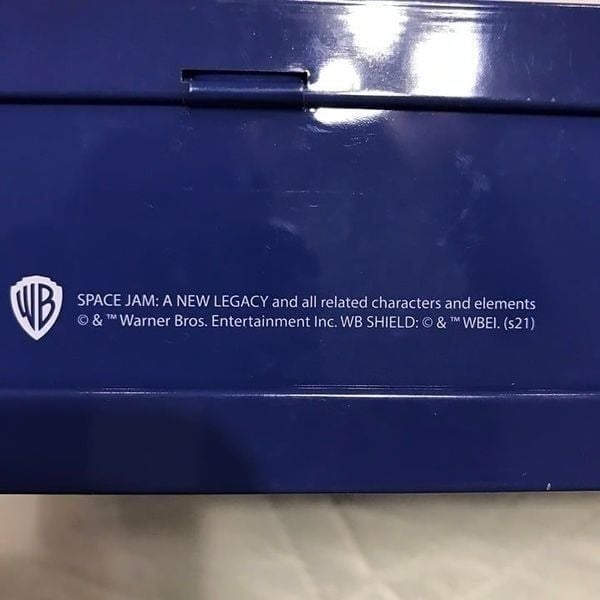 WB
SPACE JAM: A NEW LEGACY and all related characters and elements
© & ™ Warner Bros. Entertainment Inc. WB SHIELD: © & ™ WBEI. (s21)